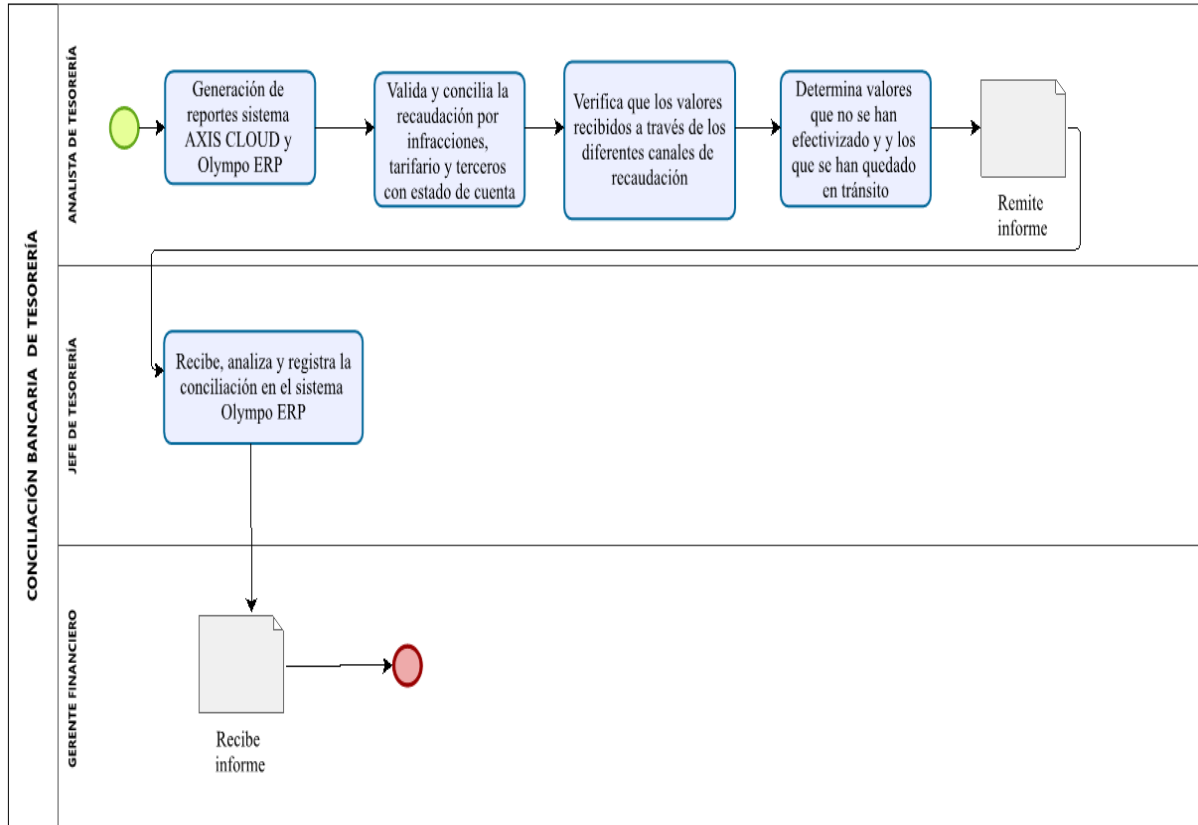 CONCILIACIÓN BANCARIA DE TESORERÍA
ANALISTA DE TESORERÍA
Generación de
reportes sistema
AXIS CLOUD y
Olympo ERP
Valida y concilia la
recaudación por
infracciones,
tarifario y terceros
con estado de cuenta
Verifica que los valores
recibidos a través de los
diferentes canales de
recaudación
Determina valores
que no se han
efectivizado y y los
que se han quedado
en tránsito
Remite
informe
JEFE DE TESORERÍA
Recibe, analiza y registra la
conciliación en el sistema
Olympo ERP
GERENTE FINANCIERO
Recibe
informe